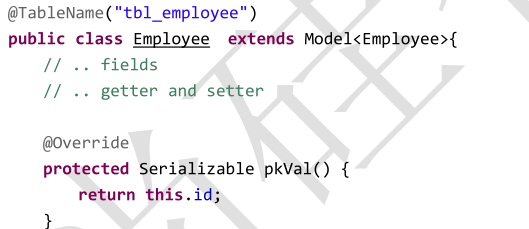 @TableName("tbl_employee")
public class Employee  extends Model<Employee>{
    // .. fields
    // .. getter and setter
    @Override
    protected Serializable pkVal() {
        return this.id;
    }